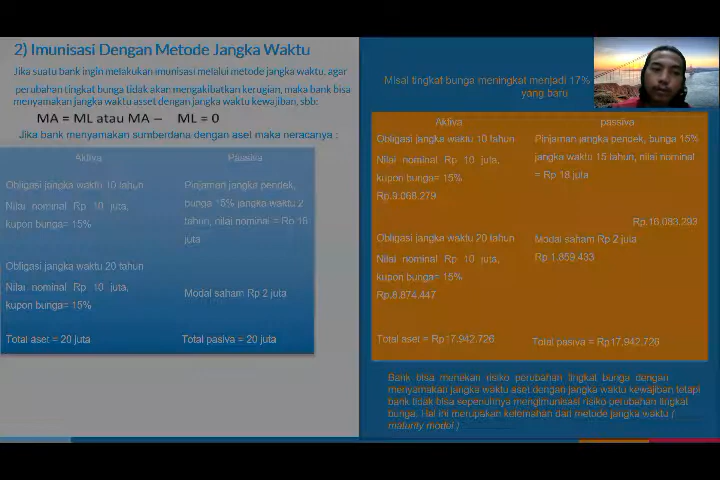 2) Imunisasi Dengan Metode Jangka Waktu
Jika suatu bank ingin melakukan imunisasi melalui metode jangka waktu, agar
perubahan tingkat bunga tidak akan mengakibatkan kerugian, maka bank bisa
menyamakan jangka waktu asset dengan jangka waktu kewajiban, sbb:
MA = ML atau MA – ML = 0
Jika bank menyamakan sumberdana dengan aset maka neracanya :
Aktiva Passiva
Obligasi jangka waktu 10 tahun
Nilai nominal Rp 10 juta,
kupon bunga= 15%
Pinjaman jangka pendek,
bunga 15% jangka waktu 2
tahun, nilai nominal = Rp 18
juta
Obligasi jangka waktu 20 tahun
Nilai nominal Rp 10 juta,
kupon bunga= 15%
Modal saham Rp 2 juta
Total aset = 20 juta Total pasiva = 20 juta
Misal tingkat bunga meningkat menjadi 17%
yang baru
Aktiva passiva
Obligasi jangka waktu 10 tahun
Nilai nominal Rp 10 juta,
kupon bunga= 15%
Rp.9.068.279
Pinjaman jangka pendek, bunga 15%
jangka waktu 15 tahun, nilai nominal
= Rp 18 juta
Rp.16.083.293
Obligasi jangka waktu 20 tahun
Nilai nominal Rp 10 juta,
kupon bunga= 15%
Rp.8.874.447
Modal saham Rp 2 juta
Rp 1.859.433
Total aset = Rp17.942.726 Total pasiva = Rp17.942.726
Bank bisa menekan risiko perubahan tingkat bunga dengan
menyamakan jangka waktu aset dengan jangka waktu kewajiban tetapi
bank tidak bisa sepenuhnya mengimunisasi risiko perubahan tingkat
bunga. Hal ini merupakan kelemahan dari metode jangka waktu (
maturity model )